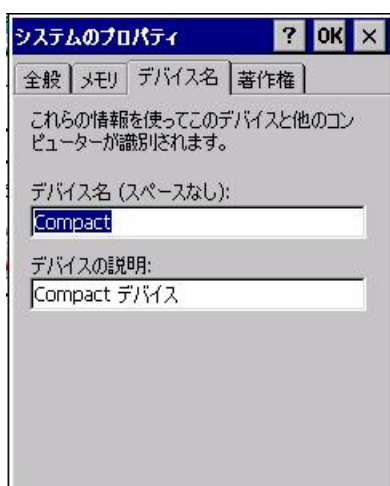 システムのプロパティ ? OK ×
全般 メモリ デバイス名 著作権
これらの情報を使ってこのデバイスと他のコン
ピューターが識別されます。
デバイス名 (スペースなし):
Compact
デバイスの説明:
Compact デバイス